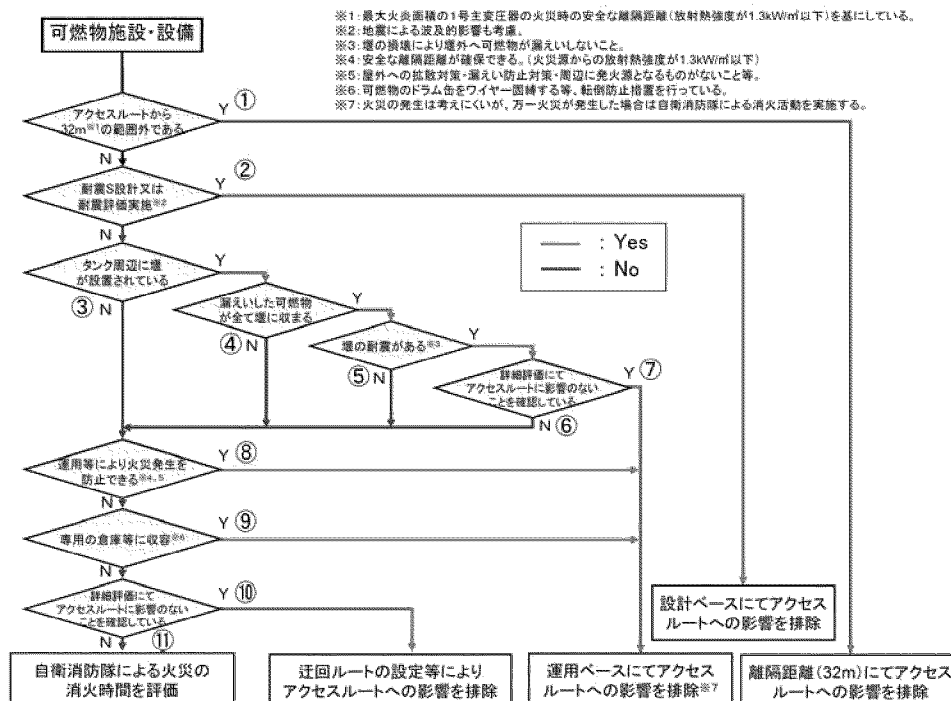 ※1：最大火炎面積の1号主変圧器の火災時の安全な離隔距離(放射熱強度が1.3kW/㎡以下)を基にしている。
※2：地震による波及的影響も考慮。
※3：堰の損壊により堰外へ可燃物が漏えいしないこと。
※4：安全な離隔距離が確保できる。(火災源からの放射熱強度が1.3kW/㎡以下)
※5：屋外への拡散対策・漏えい防止対策・周辺に発火源となるものがないこと等。
※6：可燃物のドラム缶をワイヤー固縛する等、転倒防止措置を行っている。
※7：火災の発生は考えにくいが、万一火災が発生した場合は自衛消防隊による消火活動を実施する。
可燃物施設・設備
アクセスルートから
32m※1の範囲外である
Y ①
N
耐震S設計又は
耐震評価実施※2
Y ②
N
: Yes
: No
タンク周辺に堰
が設置されている
Y
③ N
漏えいした可燃物
が全て堰に収まる
Y
④ N
堰の耐震がある※3
Y
⑤ N
詳細評価にて
アクセスルートに影響のない
ことを確認している
Y ⑦
N ⑥
運用等により火災発生を
防止できる※4，5
Y ⑧
N
専用の倉庫等に収容※6
Y ⑨
N
詳細評価にて
アクセスルートに影響のない
ことを確認している
Y ⑩
N ⑪
設計ベースにてアクセス
ルートへの影響を排除
自衛消防隊による火災の
消火時間を評価
迂回ルートの設定等により
アクセスルートへの影響を排除
運用ベースにてアクセス
ルートへの影響を排除※7
離隔距離(32m)にてアクセス
ルートへの影響を排除